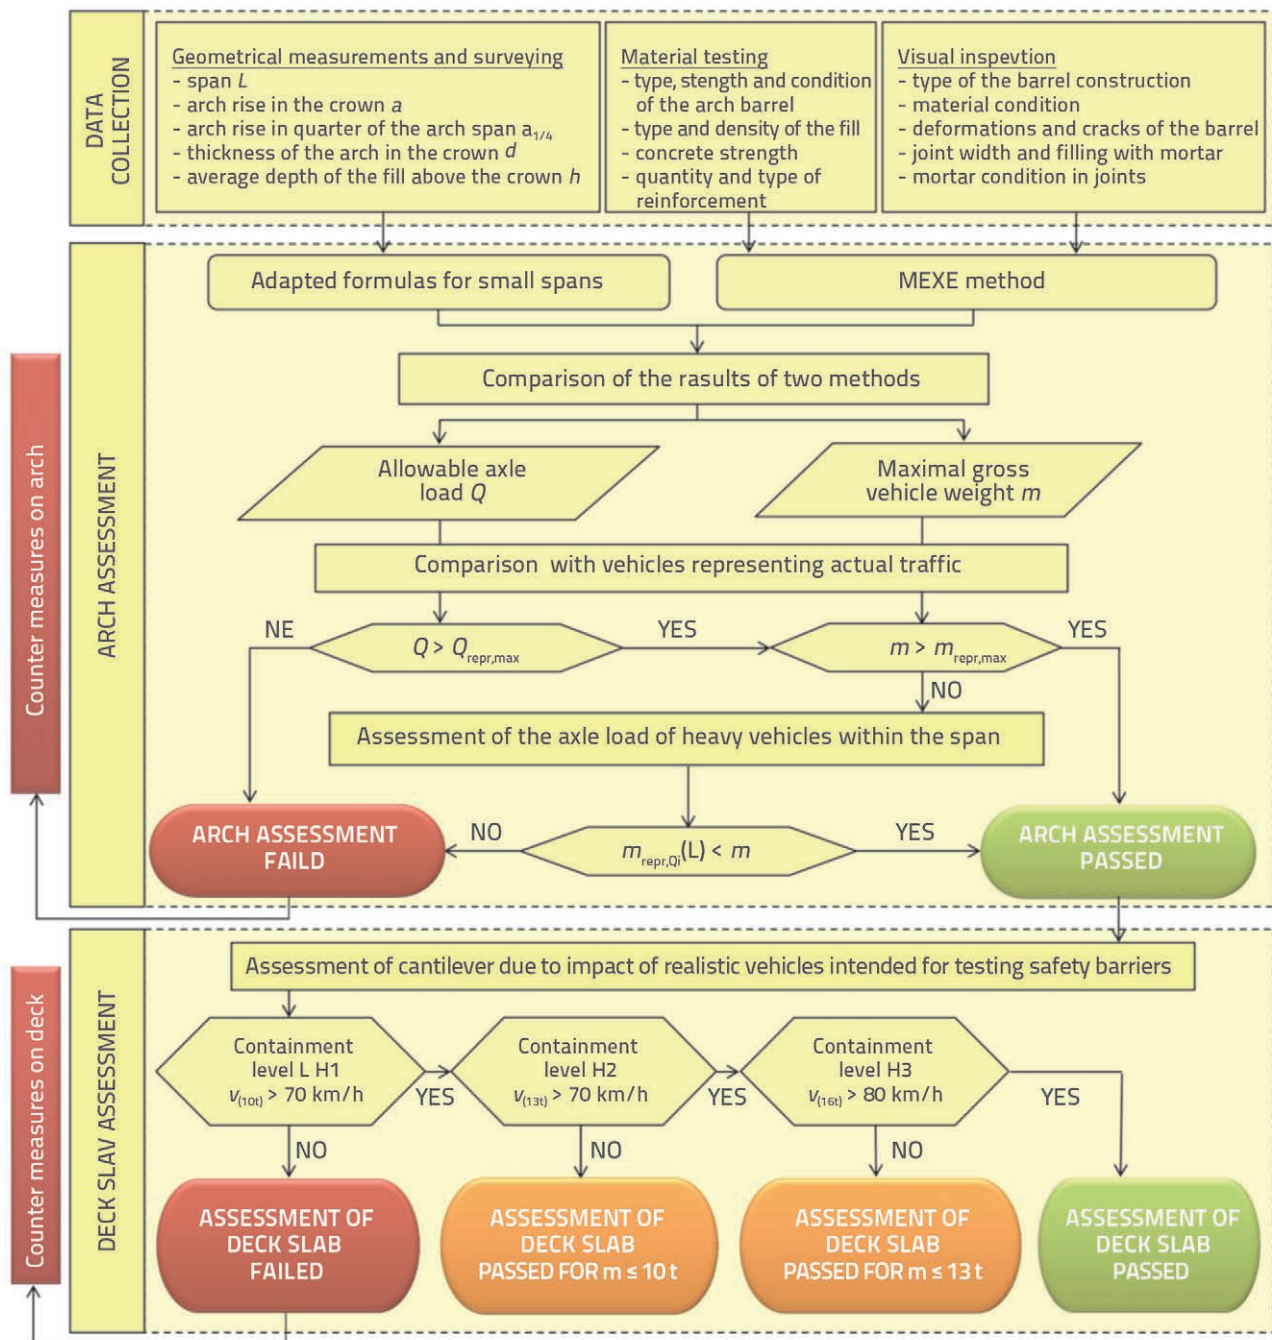 DATA
COLLECTION
Geometrical measurements and surveying
- span L
- arch rise in the crown a
- arch rise in quarter of the arch span a1/4
- thickness of the arch in the crown d
- average depth of the fill above the crown h
Material testing
- type, stength and condition
of the arch barrel
- type and density of the fill
- concrete strength
- quantity and type of
reinforcement
Visual inspevtion
- type of the barrel construction
- material condition
- deformations and cracks of the barrel
- joint width and filling with mortar
- mortar condition in joints
Counter measures on arch
ARCH ASSESSMENT
Adapted formulas for small spans
MEXE method
Comparison of the rasults of two methods
Allowable axle
load Q
Maximal gross
vehicle weight m
Comparison with vehicles representing actual traffic
NE
Q > Qrepr,max
YES
m > mrepr,max
YES
NO
Assessment of the axle load of heavy vehicles within the span
ARCH ASSESSMENT
FAILD
NO
mrepr,Qi(L) < m
YES
ARCH ASSESSMENT
PASSED
Counter measures on deck
DECK SLAV ASSESSMENT
Assessment of cantilever due to impact of realistic vehicles intended for testing safety barriers
Containment
level L H1
v(10t) > 70 km/h
YES
Containment
level H2
v(13t) > 70 km/h
YES
Containment
level H3
v(16t) > 80 km/h
YES
NO
NO
NO
ASSESSMENT OF
DECK SLAB
FAILED
ASSESSMENT OF
DECK SLAB
PASSED FOR m ≤ 10 t
ASSESSMENT OF
DECK SLAB
PASSED FOR m ≤ 13 t
ASSESSMENT OF
DECK SLAB
PASSED